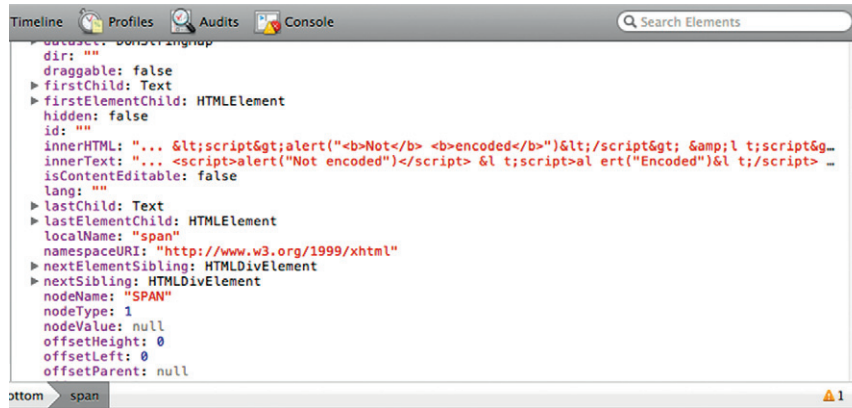 Timeline Profiles Audits Console Search Elements
dataset: DOMStringMap
dir: ""
draggable: false
▶ firstChild: Text
▶ firstElementChild: HTMLElement
hidden: false
id: ""
innerHTML: "... &lt;script&gt;alert("<b>Not</b> <b>encoded</b>")&lt;/script&gt; &amp;l t;script&g…
innerText: "... <script>alert("Not encoded")</script> &l t;script>al ert("Encoded")&l t;/script> …
isContentEditable: false
lang: ""
▶ lastChild: Text
▶ lastElementChild: HTMLElement
localName: "span"
namespaceURI: "http://www.w3.org/1999/xhtml"
▶ nextElementSibling: HTMLDivElement
▶ nextSibling: HTMLDivElement
nodeName: "SPAN"
nodeType: 1
nodeValue: null
offsetHeight: 0
offsetLeft: 0
offsetParent: null
ottom span 1